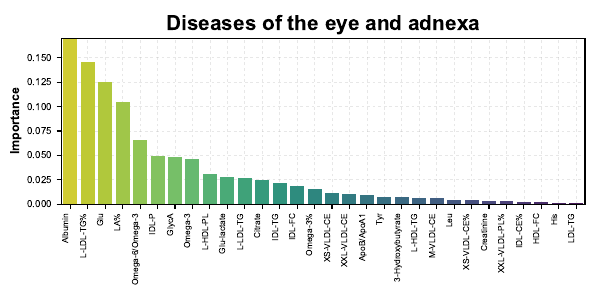 Diseases of the eye and adnexa
Importance
0.150
0.125
0.100
0.075
0.050
0.025
0.000
Albumin
L-LDL-TG%
Glu
LA%
Omega-6/Omega-3
IDL-P
GlycA
Omega-3
L-HDL-PL
Glu-lactate
L-LDL-TG
Citrate
IDL-TG
IDL-FC
Omega-3%
XS-VLDL-CE
XXL-VLDL-CE
ApoB/ApoA1
Tyr
3-Hydroxybutyrate
L-HDL-TG
M-VLDL-CE
Leu
XS-VLDL-CE%
Creatinine
XXL-VLDL-PL%
IDL-CE%
HDL-FC
His
LDL-TG